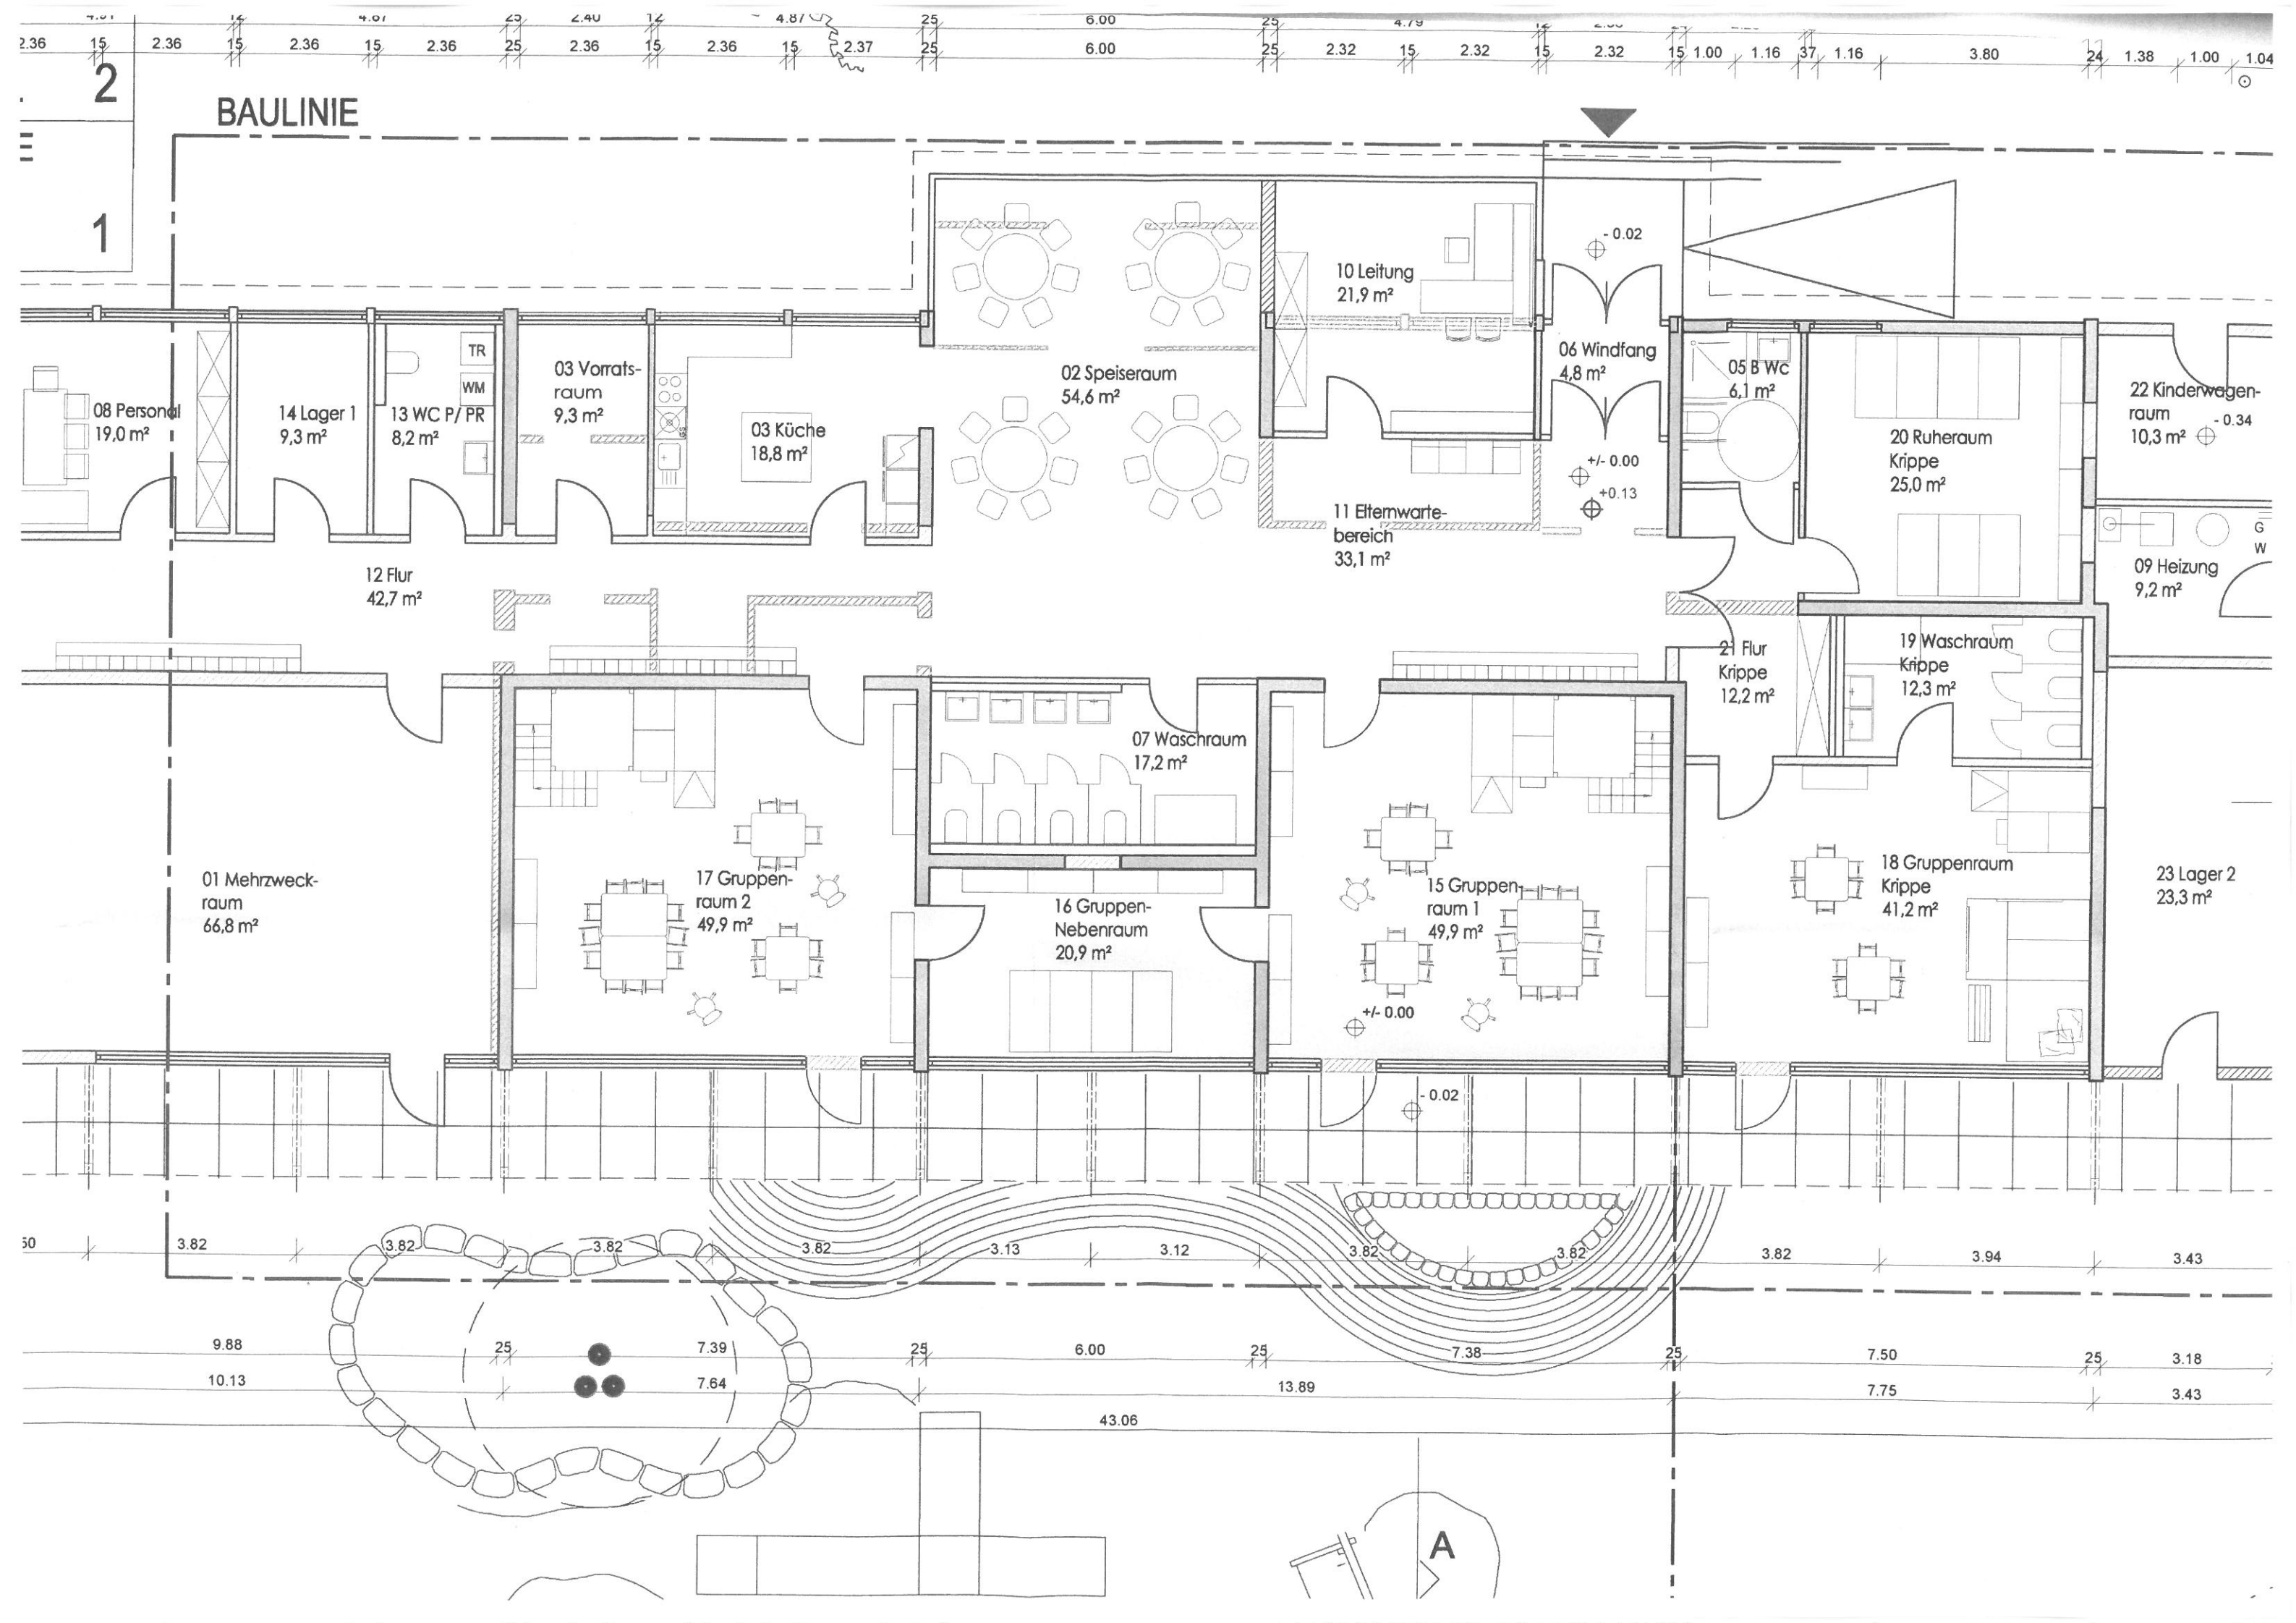 25 2.40 12 4.87 25 6.00 25 4.79
2.36 15 2.36 15 2.36 15 2.36 25 2.36 15 2.36 15 2.37 25 6.00 25 2.32 15 2.32 15 2.32 15 1.00 1.16 37 1.16 3.80 24 1.38 1.00 1.04
2
BAULINIE
1
- 0.02
10 Leitung
21,9 m²
TR
WM
03 Vorrats-
raum
9,3 m²
02 Speiseraum
54,6 m²
06 Windfang
4,8 m²
05 B Wc
6,1 m²
22 Kinderwagen-
raum
10,3 m²
- 0.34
08 Personal
19,0 m²
14 Lager 1
9,3 m²
13 WC P/ PR
8,2 m²
03 Küche
18,8 m²
20 Ruheraum
Krippe
25,0 m²
+/- 0.00
+0.13
11 Elternwarte-
bereich
33,1 m²
G
W
09 Heizung
9,2 m²
12 Flur
42,7 m²
21 Flur
Krippe
12,2 m²
19 Waschraum
Krippe
12,3 m²
07 Waschraum
17,2 m²
01 Mehrzweck-
raum
66,8 m²
17 Gruppen-
raum 2
49,9 m²
16 Gruppen-
Nebenraum
20,9 m²
15 Gruppen-
raum 1
49,9 m²
18 Gruppenraum
Krippe
41,2 m²
23 Lager 2
23,3 m²
+/- 0.00
- 0.02
50 3.82 3.82 3.82 3.82 3.13 3.12 3.82 3.82 3.82 3.94 3.43
9.88 25 7.39 25 6.00 25 7.38 25 7.50 25 3.18
10.13 7.64 13.89 7.75 3.43
43.06
A